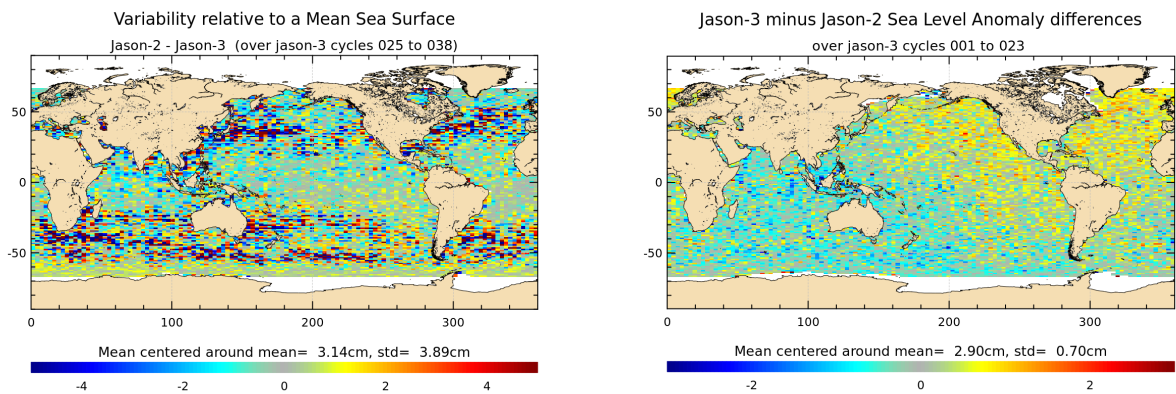 Variability relative to a Mean Sea Surface
Jason-2 - Jason-3 (over jason-3 cycles 025 to 038)
50
0
-50
0 100 200 300
Mean centered around mean= 3.14cm, std= 3.89cm
-4 -2 0 2 4
Jason-3 minus Jason-2 Sea Level Anomaly differences
over jason-3 cycles 001 to 023
50
0
-50
0 100 200 300
Mean centered around mean= 2.90cm, std= 0.70cm
-2 0 2